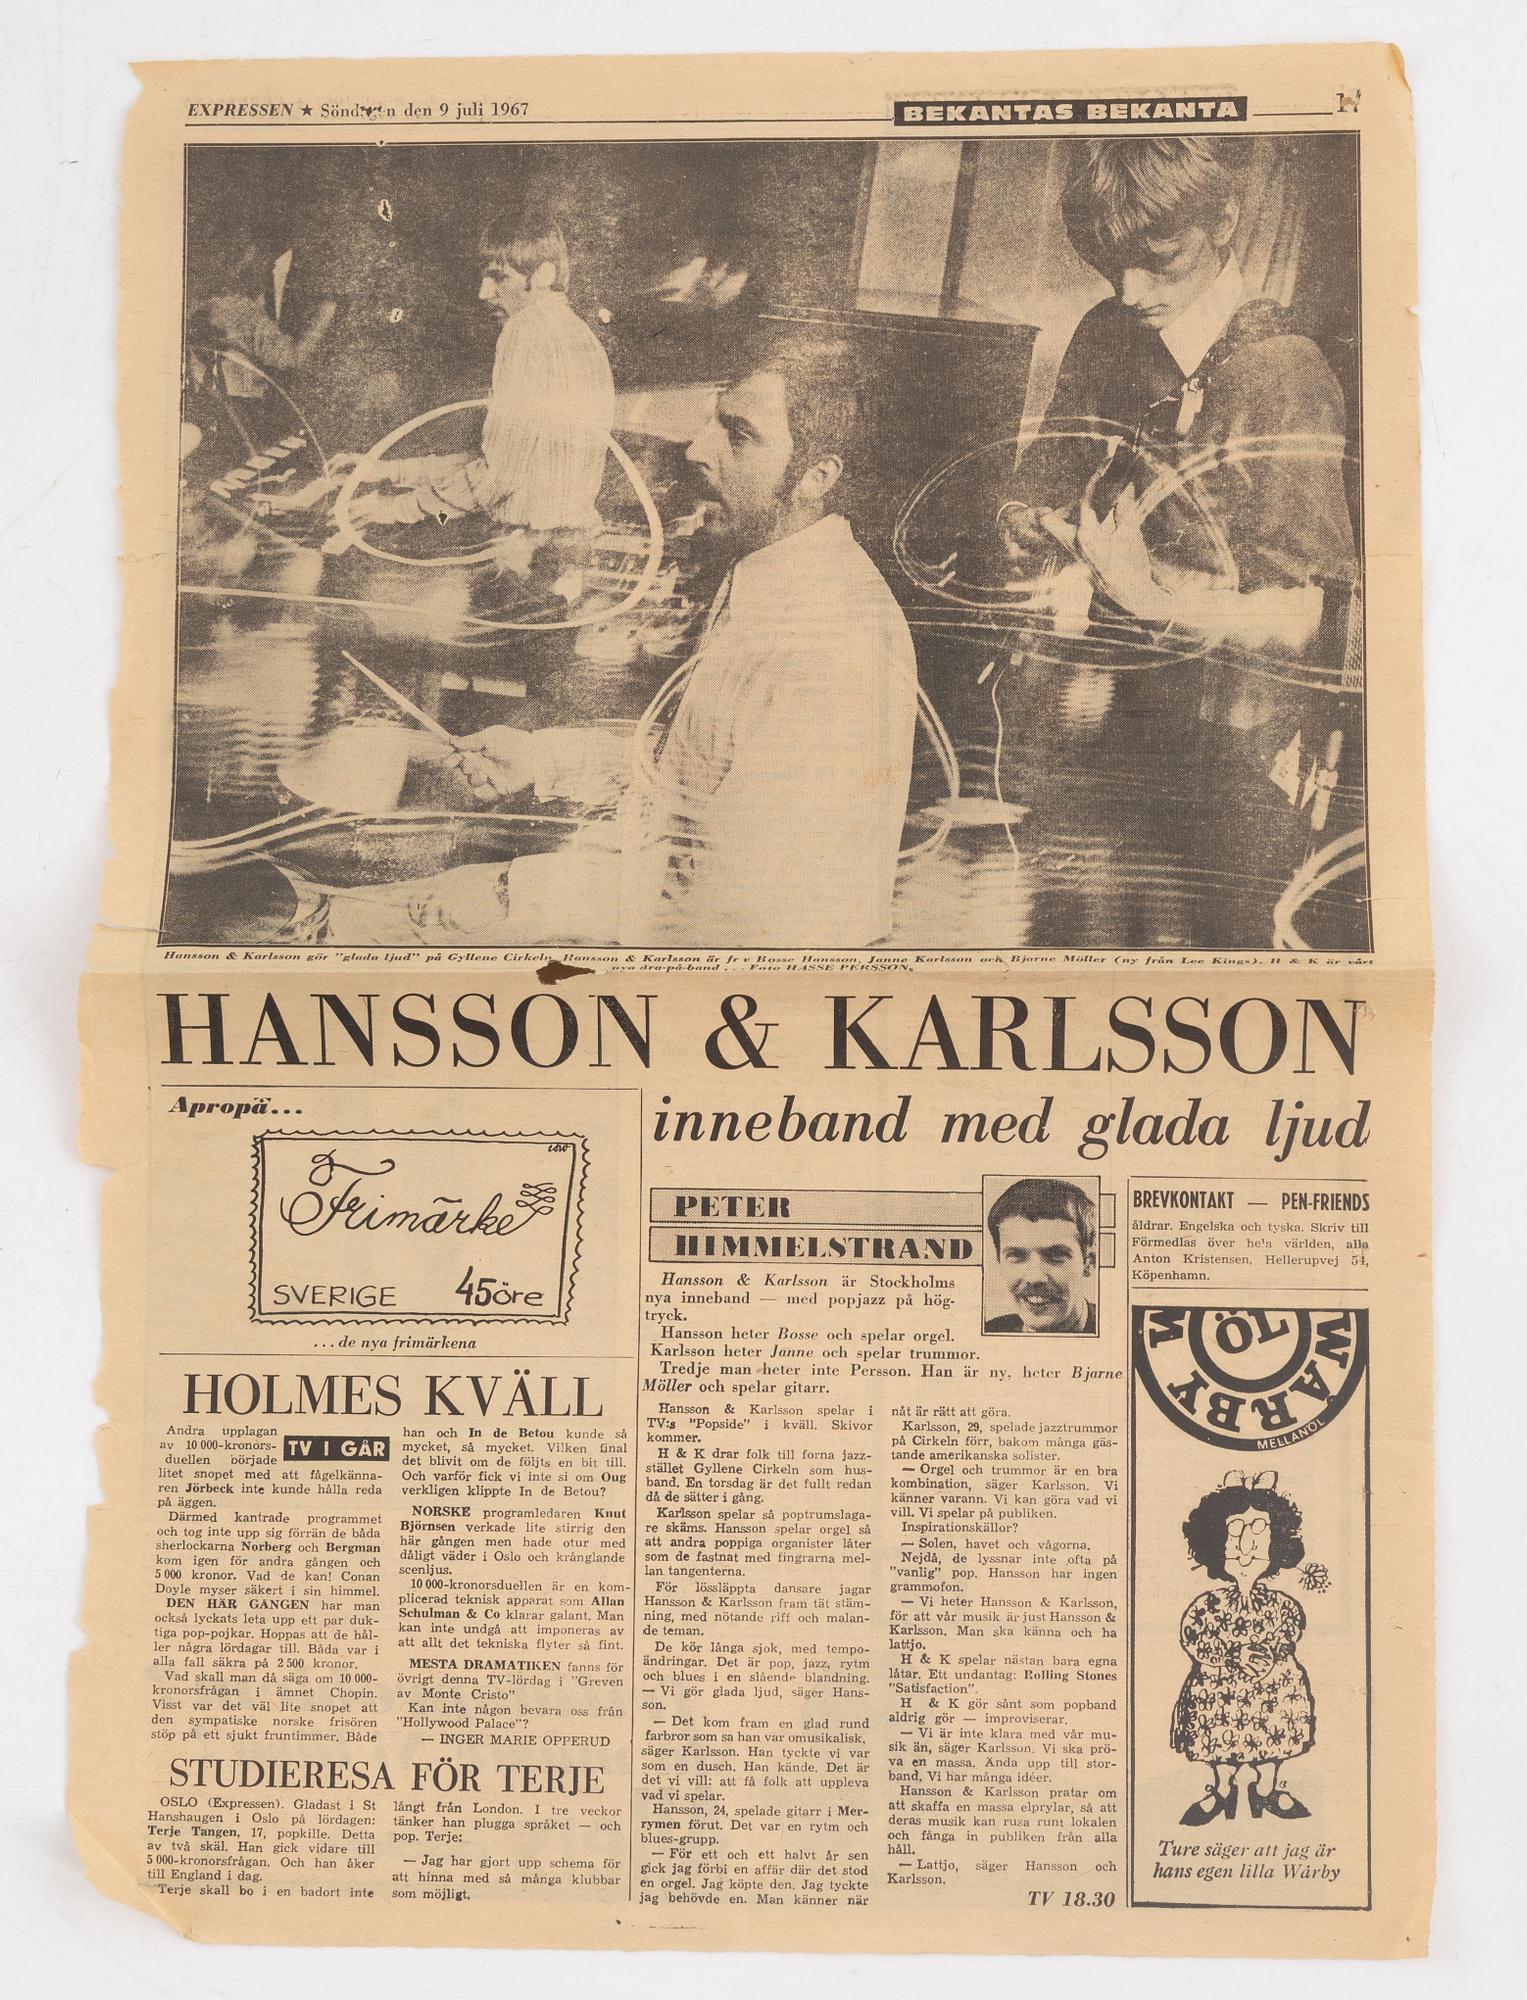 EXPRESSEN ★ Söndagen den 9 juli 1967
BEKANTAS BEKANTA
17
Hansson & Karlsson gör "glada ljud" på Gyllene Cirkeln. Hansson & Karlsson är fr v Bosse Hansson, Janne Karlsson och Bjarne Möller (ny från Lee Kings). H & K är vårt
nya dra-på-band . . . Foto HASSE PERSSON.
HANSSON & KARLSSON
inneband med glada ljud
Apropå...
Frimärke
SVERIGE 45öre
...de nya frimärkena
HOLMES KVÄLL
TV I GÅR
Andra upplagan
av 10 000-kronors-
duellen började
litet snopet med att fågelkänna-
ren Jörbeck inte kunde hålla reda
på äggen.
Därmed kantrade programmet
och tog inte upp sig förrän de båda
sherlockarna Norberg och Bergman
kom igen för andra gången och
5 000 kronor. Vad de kan! Conan
Doyle myser säkert i sin himmel.
DEN HÄR GÅNGEN har man
också lyckats leta upp ett par duk-
tiga pop-pojkar. Hoppas att de hål-
ler några lördagar till. Båda var i
alla fall säkra på 2 500 kronor.
Vad skall man då säga om 10 000-
kronorsfrågan i ämnet Chopin.
Visst var det väl lite snopet att
den sympatiske norske frisören
stöp på ett sjukt fruntimmer. Både
han och In de Betou kunde så
mycket, så mycket. Vilken final
det blivit om de följts en bit till.
Och varför fick vi inte si om Oug
verkligen klippte In de Betou?
NORSKE programledaren Knut
Björnsen verkade lite stirrig den
här gången men hade otur med
dåligt väder i Oslo och krånglande
scenljus.
10 000-kronorsduellen är en kom-
plicerad teknisk apparat som Allan
Schulman & Co klarar galant. Man
kan inte undgå att imponeras av
att allt det tekniska flyter så fint.
MESTA DRAMATIKEN fanns för
övrigt denna TV-lördag i "Greven
av Monte Cristo"
Kan inte någon bevara oss från
"Hollywood Palace"?
— INGER MARIE OPPERUD
STUDIERESA FÖR TERJE
OSLO (Expressen). Gladast i St
Hanshaugen i Oslo på lördagen:
Terje Tangen, 17, popkille. Detta
av två skäl. Han gick vidare till
5 000-kronorsfrågan. Och han åker
till England i dag.
Terje skall bo i en badort inte
långt från London. I tre veckor
tänker han plugga språket — och
pop. Terje:
— Jag har gjort upp schema för
att hinna med så många klubbar
som möjligt.
PETER
HIMMELSTRAND
Hansson & Karlsson är Stockholms
nya inneband — med popjazz på hög-
tryck.
Hansson heter Bosse och spelar orgel.
Karlsson heter Janne och spelar trummor.
Tredje man heter inte Persson. Han är ny, heter Bjarne
Möller och spelar gitarr.
Hansson & Karlsson spelar i
TV:s "Popside" i kväll. Skivor
kommer.
H & K drar folk till forna jazz-
stället Gyllene Cirkeln som hus-
band. En torsdag är det fullt redan
då de sätter i gång.
Karlsson spelar så poptrumslaga-
re skäms. Hansson spelar orgel så
att andra poppiga organister låter
som de fastnat med fingrarna mel-
lan tangenterna.
För lössläppta dansare jagar
Hansson & Karlsson fram tät stäm-
ning, med nötande riff och malan-
de teman.
De kör långa sjok, med tempo-
ändringar. Det är pop, jazz, rytm
och blues i en slående blandning.
— Vi gör glada ljud, säger Hans-
son.
— Det kom fram en glad rund
farbror som sa han var omusikalisk,
säger Karlsson. Han tyckte vi var
som en dusch. Han kände. Det är
det vi vill: att få folk att uppleva
vad vi spelar.
Hansson, 24, spelade gitarr i Mer-
rymen förut. Det var en rytm och
blues-grupp.
— För ett och ett halvt år sen
gick jag förbi en affär där det stod
en orgel. Jag köpte den. Jag tyckte
jag behövde en. Man känner när
nåt är rätt att göra.
Karlsson, 29, spelade jazztrummor
på Cirkeln förr, bakom många gäs-
tande amerikanska solister.
— Orgel och trummor är en bra
kombination, säger Karlsson. Vi
känner varann. Vi kan göra vad vi
vill. Vi spelar på publiken.
Inspirationskällor?
— Solen, havet och vågorna.
Nejdå, de lyssnar inte ofta på
"vanlig" pop. Hansson har ingen
grammofon.
— Vi heter Hansson & Karlsson,
för att vår musik är just Hansson &
Karlsson. Man ska känna och ha
lattjo.
H & K spelar nästan bara egna
låtar. Ett undantag: Rolling Stones
"Satisfaction".
H & K gör sånt som popband
aldrig gör — improviserar.
— Vi är inte klara med vår mu-
sik än, säger Karlsson. Vi ska prö-
va en massa. Ända upp till stor-
band. Vi har många idéer.
Hansson & Karlsson pratar om
att skaffa en massa elprylar, så att
deras musik kan rusa runt lokalen
och fånga in publiken från alla
håll.
— Lattjo, säger Hansson och
Karlsson.
TV 18.30
BREVKONTAKT — PEN-FRIENDS
åldrar. Engelska och tyska. Skriv till
Förmedlas över hela världen, alla
Anton Kristensen, Hellerupvej 54,
Köpenhamn.
WÅRBY
ÖL
MELLANÖL
Ture säger att jag är
hans egen lilla Wårby